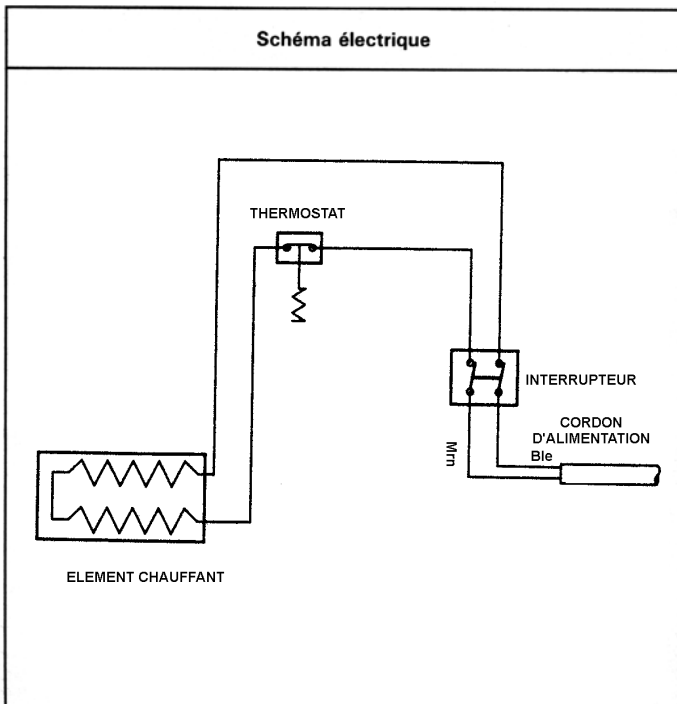 Schéma électrique
THERMOSTAT
INTERRUPTEUR
CORDON
D'ALIMENTATION
Ble
Mrn
ELEMENT CHAUFFANT